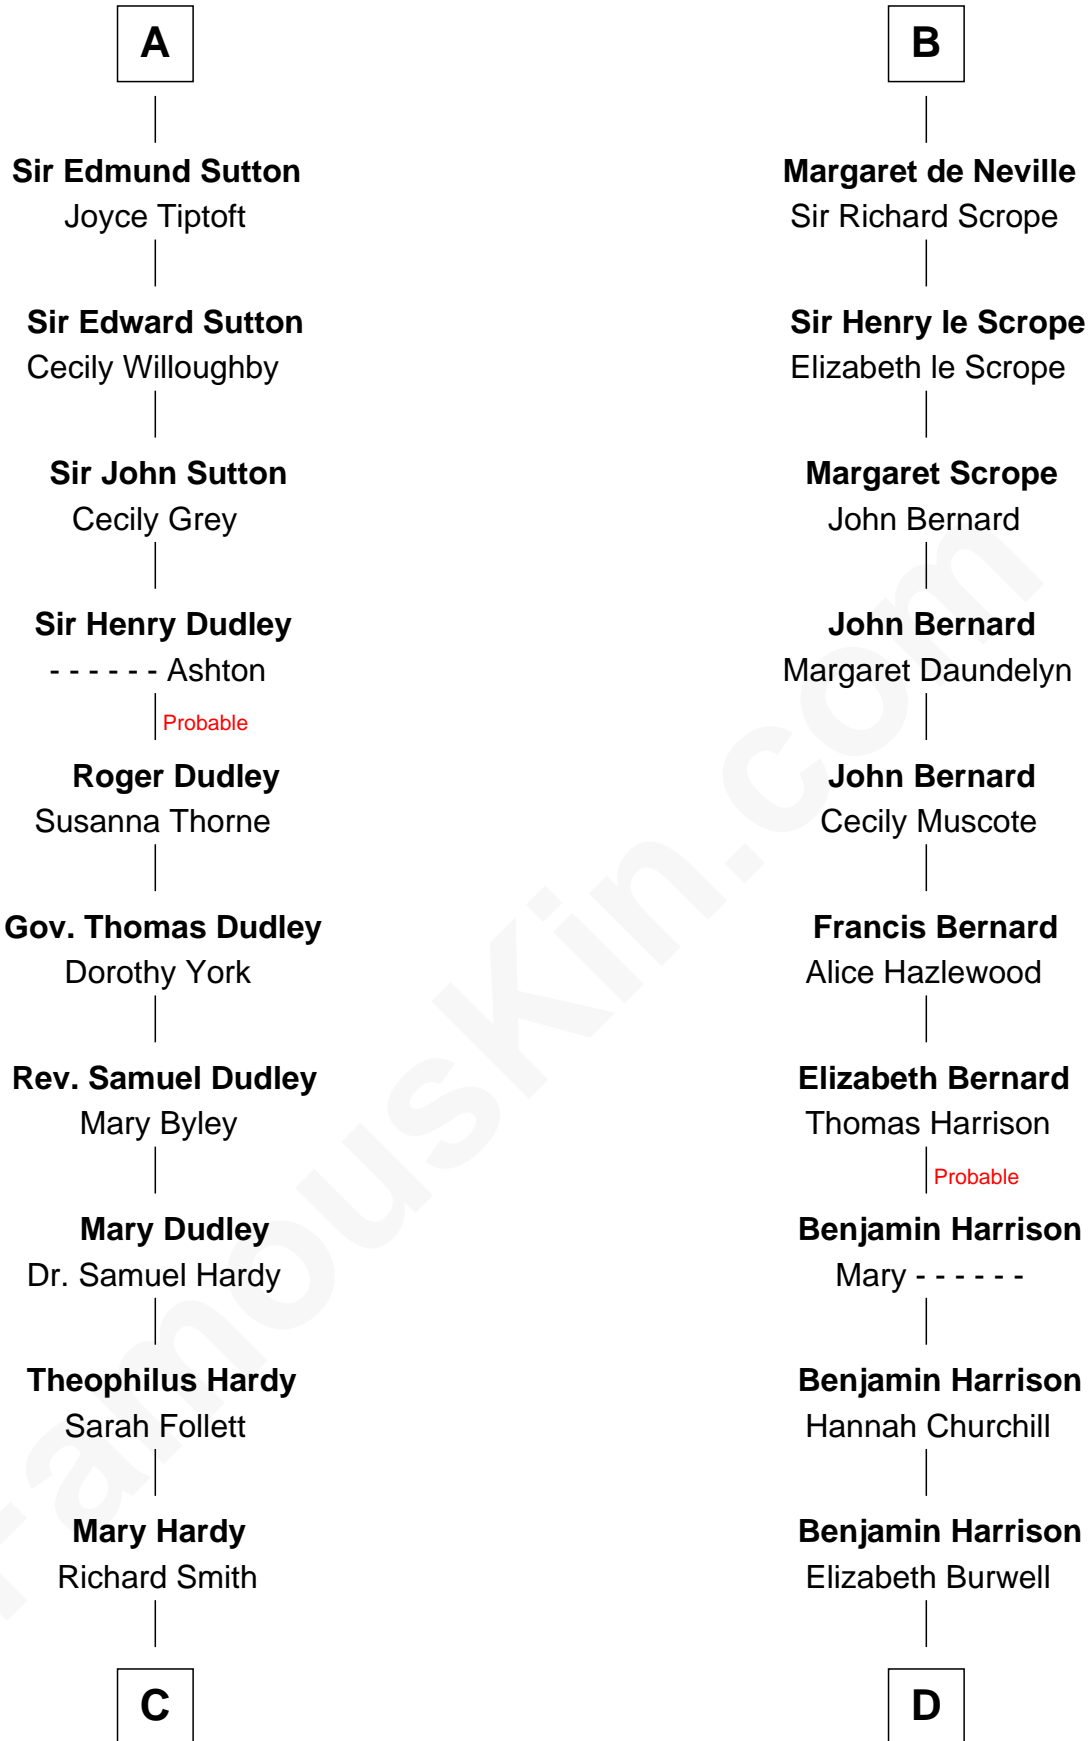 A
Sir Edmund Sutton
Joyce Tiptoft
Sir Edward Sutton
Cecily Willoughby
Sir John Sutton
Cecily Grey
Sir Henry Dudley
- - - - - - Ashton
Probable
Roger Dudley
Susanna Thorne
Gov. Thomas Dudley
Dorothy York
Rev. Samuel Dudley
Mary Byley
Mary Dudley
Dr. Samuel Hardy
Theophilus Hardy
Sarah Follett
Mary Hardy
Richard Smith
C
B
Margaret de Neville
Sir Richard Scrope
Sir Henry le Scrope
Elizabeth le Scrope
Margaret Scrope
John Bernard
John Bernard
Margaret Daundelyn
John Bernard
Cecily Muscote
Francis Bernard
Alice Hazlewood
Elizabeth Bernard
Thomas Harrison
Probable
Benjamin Harrison
Mary - - - - - -
Benjamin Harrison
Hannah Churchill
Benjamin Harrison
Elizabeth Burwell
D
FamousKin.com